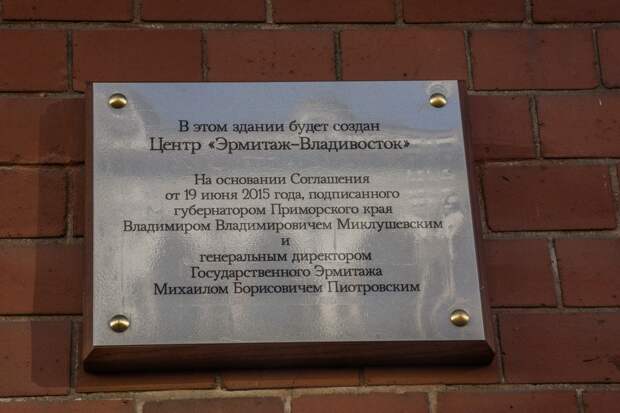 В этом здании будет создан
Центр «Эрмитаж–Владивосток»
На основании Соглашения
от 19 июня 2015 года, подписанного
губернатором Приморского края
Владимиром Владимировичем Миклушевским
и
генеральным директором
Государственного Эрмитажа
Михаилом Борисовичем Пиотровским